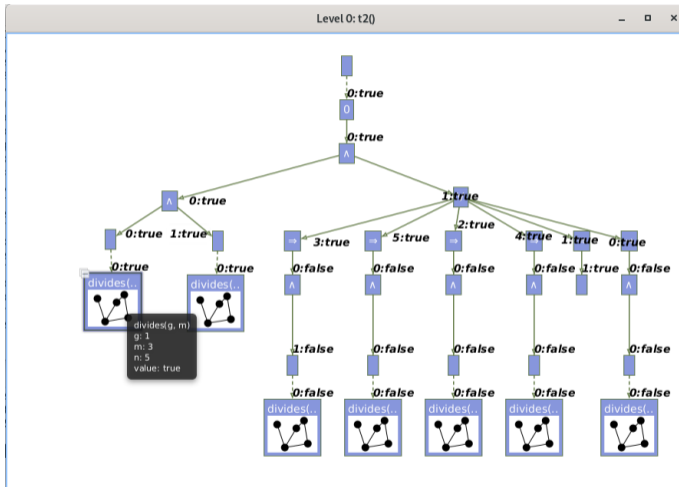 Level 0: t2()
0:true
0
0:true
∧
∧ 0:true
1:true
0:true 1:true
⇒ 3:true ⇒ 5:true ⇒ 2:true 4:true 1:true 0:true
0:true 0:true
0:false 0:false 0:false 0:false 1:true 0:false
∧ ∧ ∧ ∧ ∧
divides(.. divides(..
divides(g, m)
g: 1
m: 3
n: 5
value: true
1:false 0:false 0:false 0:false 0:false
0:false 0:false 0:false 0:false 0:false
divides(.. divides(.. divides(.. divides(.. divides(..